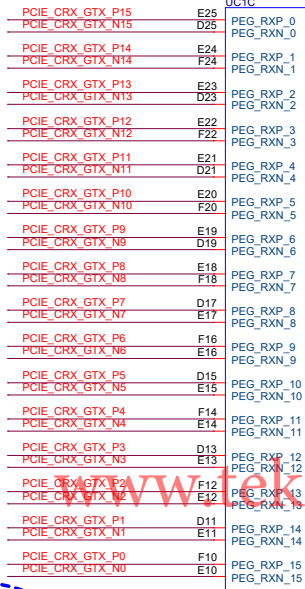 UC1C
PCIE_CRX_GTX_P15 E25 PEG_RXP_0
PCIE_CRX_GTX_N15 D25 PEG_RXN_0
PCIE_CRX_GTX_P14 E24 PEG_RXP_1
PCIE_CRX_GTX_N14 F24 PEG_RXN_1
PCIE_CRX_GTX_P13 E23 PEG_RXP_2
PCIE_CRX_GTX_N13 D23 PEG_RXN_2
PCIE_CRX_GTX_P12 E22 PEG_RXP_3
PCIE_CRX_GTX_N12 F22 PEG_RXN_3
PCIE_CRX_GTX_P11 E21 PEG_RXP_4
PCIE_CRX_GTX_N11 D21 PEG_RXN_4
PCIE_CRX_GTX_P10 E20 PEG_RXP_5
PCIE_CRX_GTX_N10 F20 PEG_RXN_5
PCIE_CRX_GTX_P9 E19 PEG_RXP_6
PCIE_CRX_GTX_N9 D19 PEG_RXN_6
PCIE_CRX_GTX_P8 E18 PEG_RXP_7
PCIE_CRX_GTX_N8 F18 PEG_RXN_7
PCIE_CRX_GTX_P7 D17 PEG_RXP_8
PCIE_CRX_GTX_N7 E17 PEG_RXN_8
PCIE_CRX_GTX_P6 F16 PEG_RXP_9
PCIE_CRX_GTX_N6 E16 PEG_RXN_9
PCIE_CRX_GTX_P5 D15 PEG_RXP_10
PCIE_CRX_GTX_N5 E15 PEG_RXN_10
PCIE_CRX_GTX_P4 F14 PEG_RXP_11
PCIE_CRX_GTX_N4 E14 PEG_RXN_11
PCIE_CRX_GTX_P3 D13 PEG_RXP_12
PCIE_CRX_GTX_N3 E13 PEG_RXN_12
PCIE_CRX_GTX_P2 F12 PEG_RXP_13
PCIE_CRX_GTX_N2 E12 PEG_RXN_13
www.tek
PCIE_CRX_GTX_P1 D11 PEG_RXP_14
PCIE_CRX_GTX_N1 E11 PEG_RXN_14
PCIE_CRX_GTX_P0 F10 PEG_RXP_15
PCIE_CRX_GTX_N0 E10 PEG_RXN_15